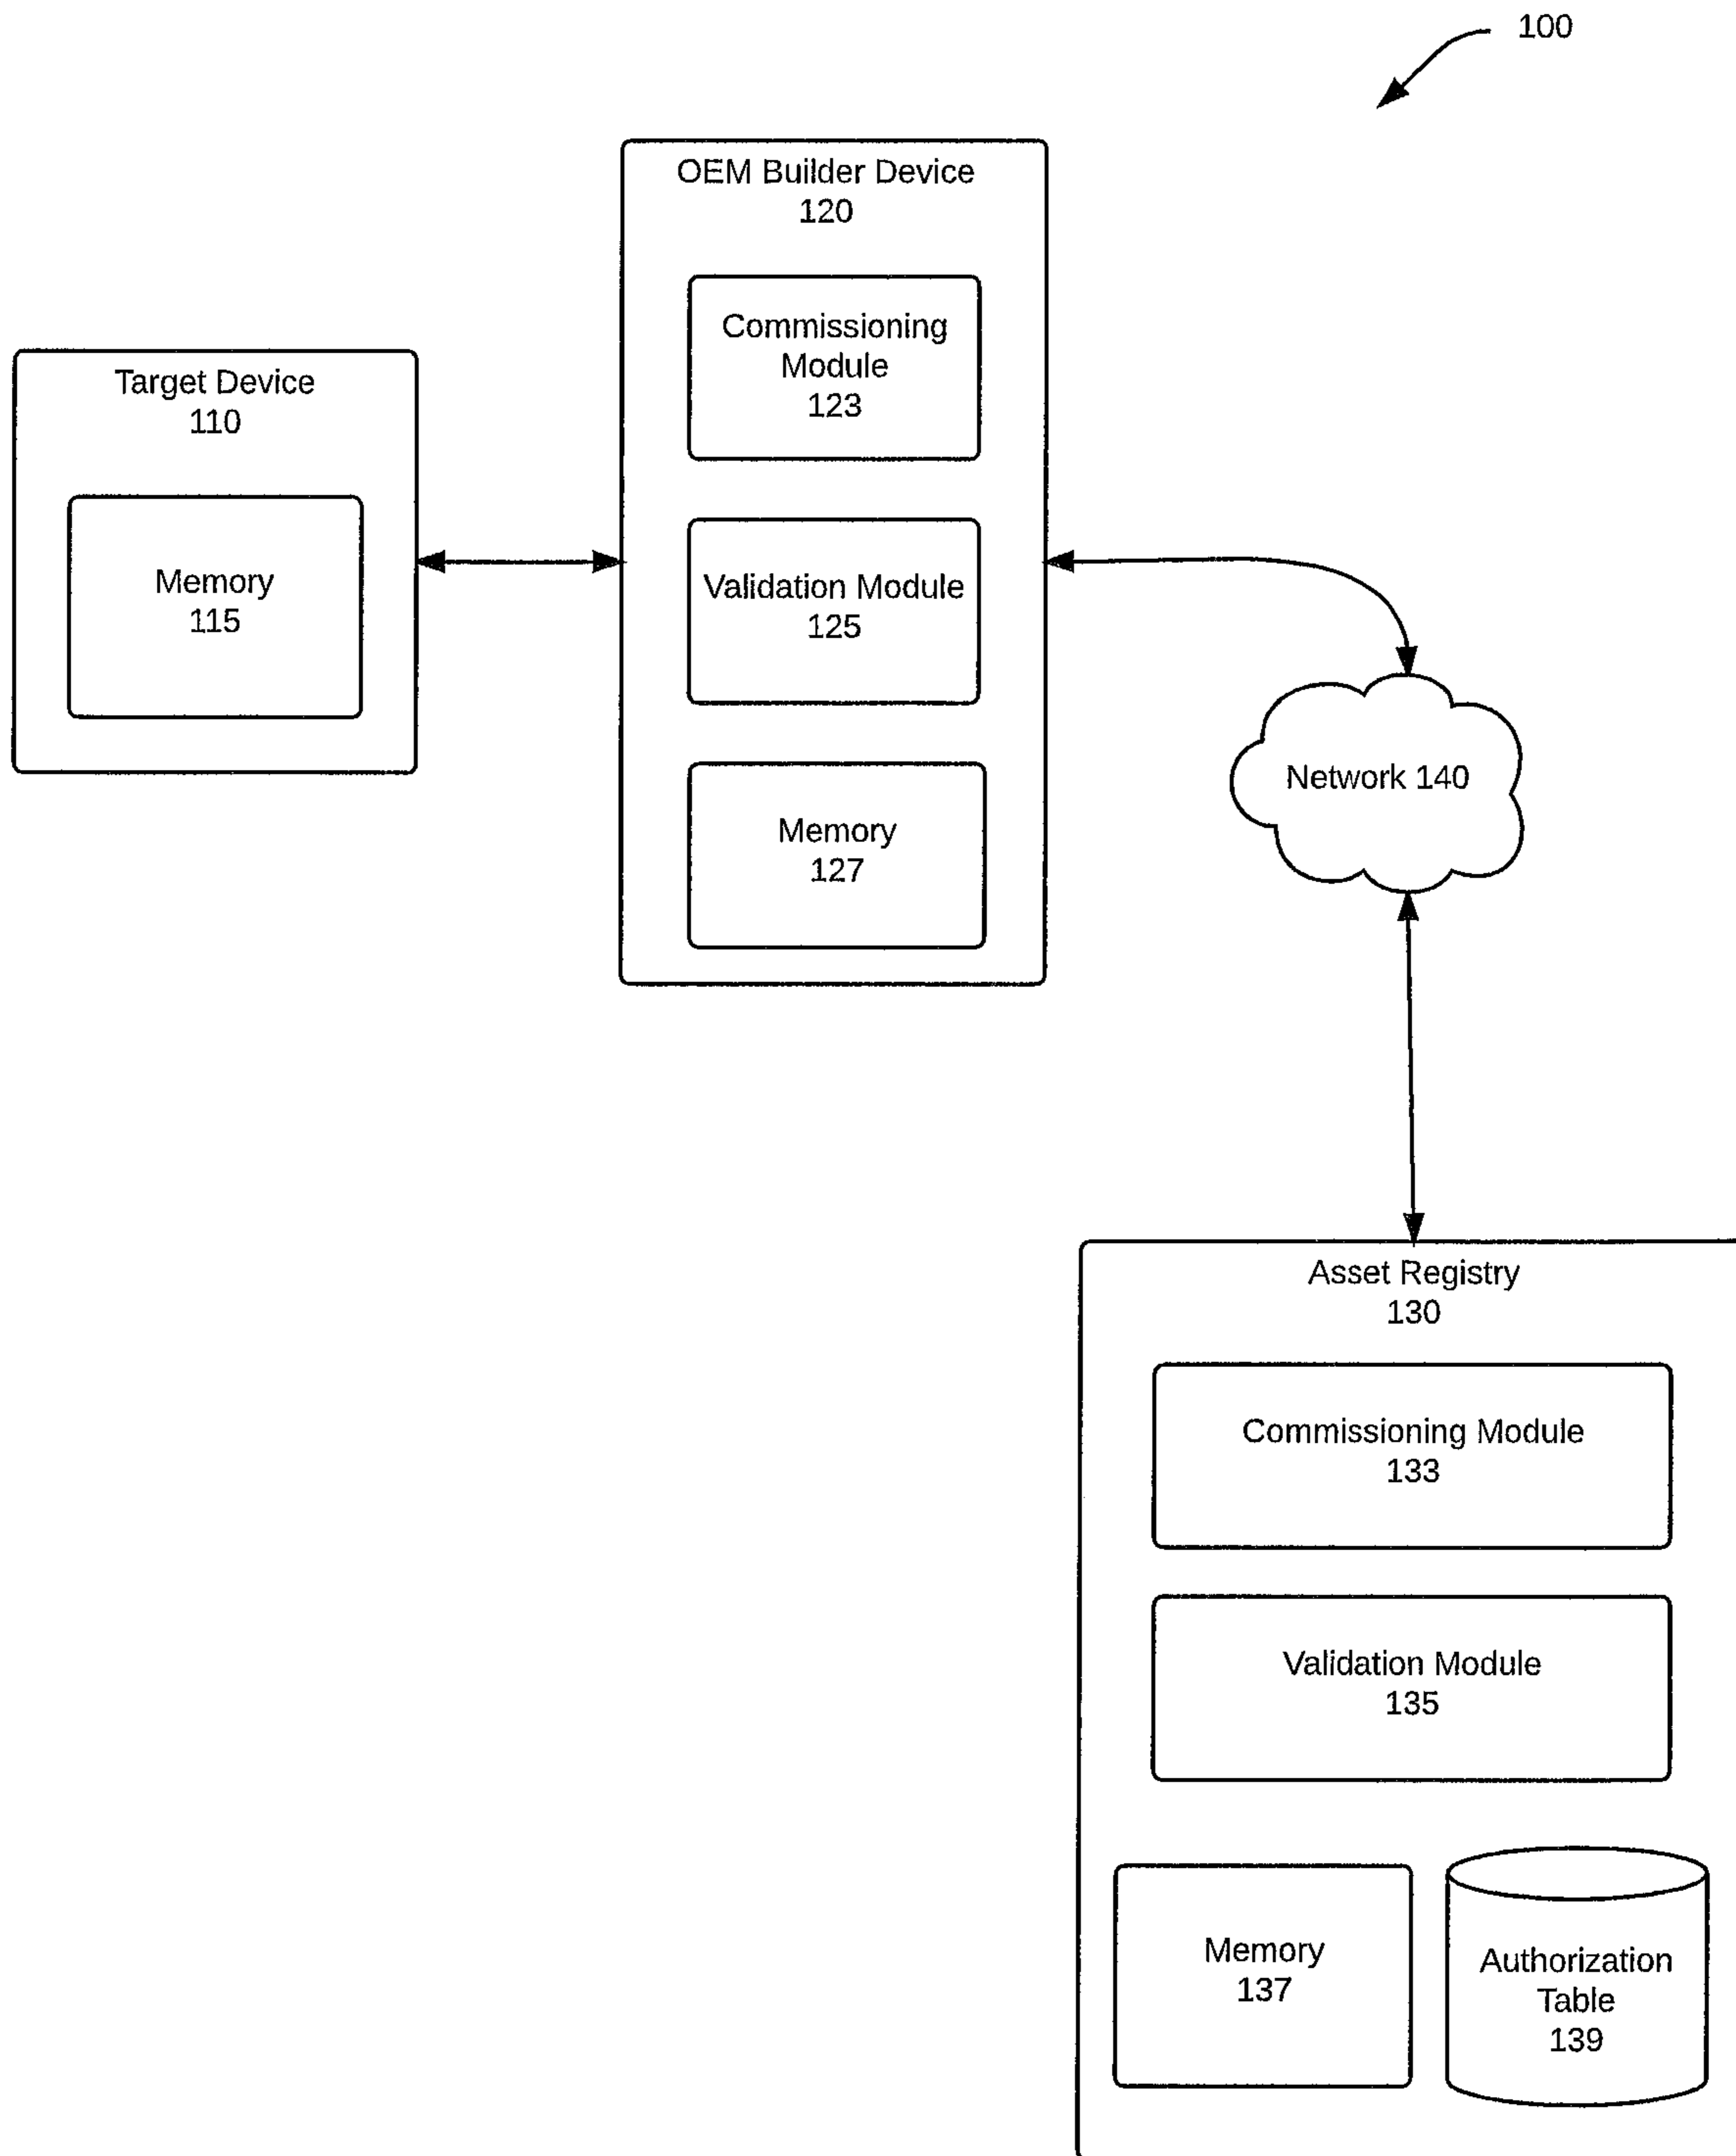 100
OEM Builder Device
120
Commissioning
Module
123
Target Device
110
Validation Module
125
Memory
115
Memory
127
Network 140
Asset Registry
130
Commissioning Module
133
Validation Module
135
Memory
137
Authorization
Table
139